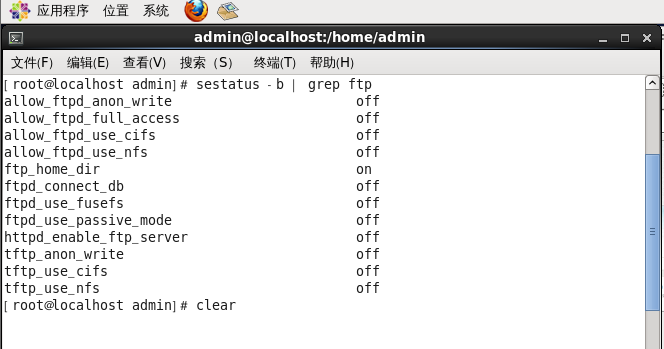 应用程序 位置 系统
admin@localhost:/home/admin
文件(F) 编辑(E) 查看(V) 搜索 (S) 终端(T) 帮助(H)
[root@localhost admin]# sestatus -b | grep ftp
allow_ftpd_anon_write off
allow_ftpd_full_access off
allow_ftpd_use_cifs off
allow_ftpd_use_nfs off
ftp_home_dir on
ftpd_connect_db off
ftpd_use_fusefs off
ftpd_use_passive_mode off
httpd_enable_ftp_server off
tftp_anon_write off
tftp_use_cifs off
tftp_use_nfs off
[root@localhost admin]# clear